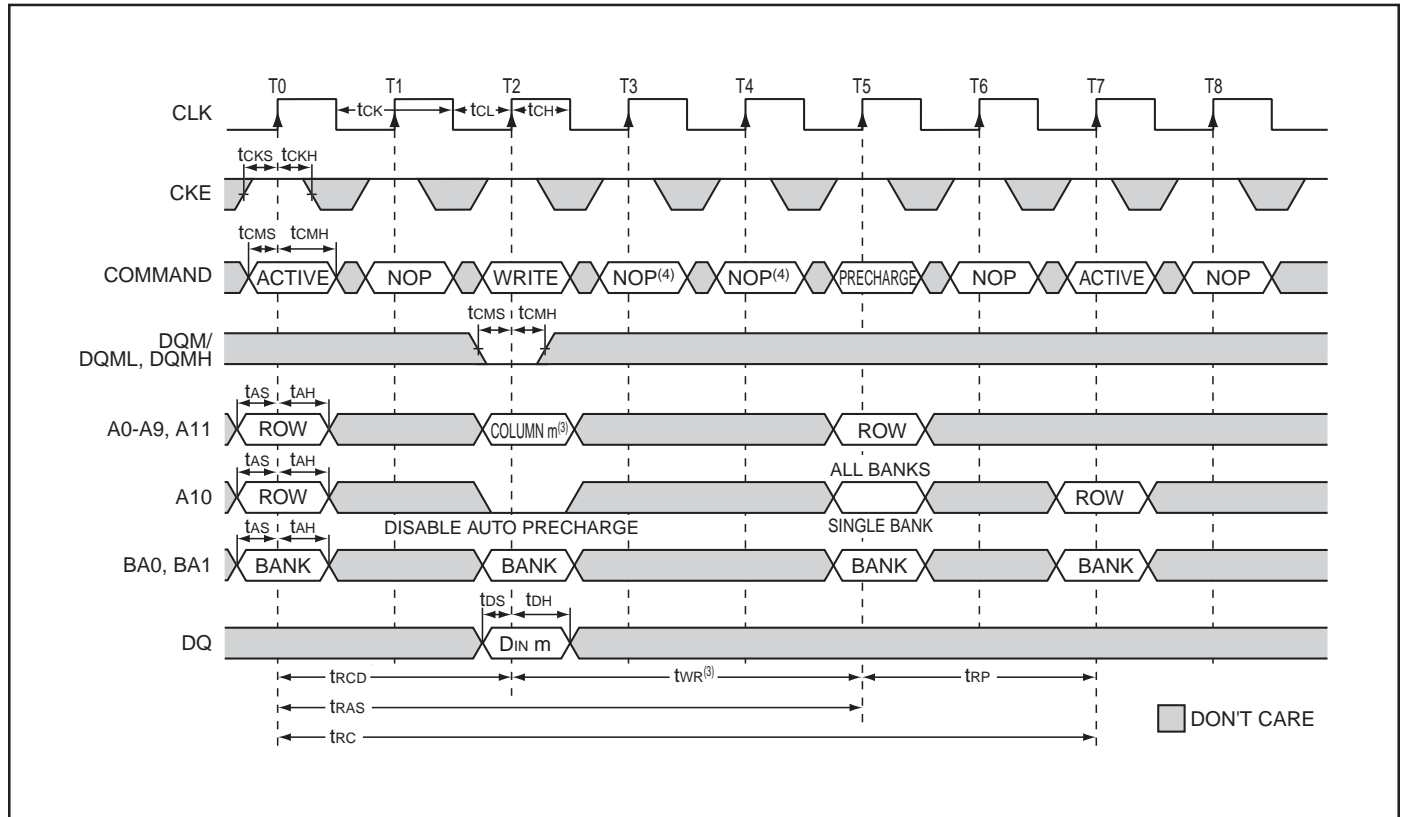 T0 T1 T2 T3 T4 T5 T6 T7 T8
CLK
tCK tCL tCH
tCKS tCKH
CKE
tCMS tCMH
COMMAND ACTIVE NOP WRITE NOP(4) NOP(4) PRECHARGE NOP ACTIVE NOP
tCMS tCMH
DQM/
DQML, DQMH
tAS tAH
A0-A9, A11 ROW COLUMN m(3) ROW
tAS tAH
ALL BANKS
A10 ROW ROW
DISABLE AUTO PRECHARGE SINGLE BANK
tAS tAH
BA0, BA1 BANK BANK BANK BANK
tDS tDH
DQ DIN m
tRCD tWR(3) tRP
tRAS
tRC
DON'T CARE